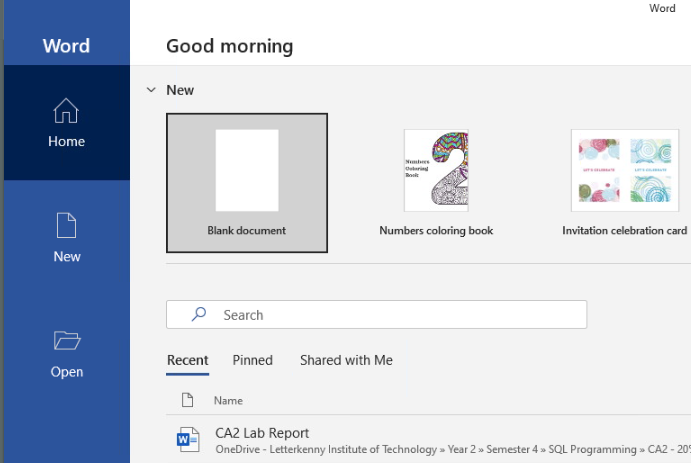 Word
Word
Good morning
New
Home
Numbers
Coloring
Book
2
LET'S CELEBRATE
LET'S CELEBRATE
Blank document
Numbers coloring book
Invitation celebration card
New
Search
Recent
Pinned
Shared with Me
Open
Name
CA2 Lab Report
OneDrive - Letterkenny Institute of Technology » Year 2 » Semester 4 » SQL Programming » CA2 - 20%